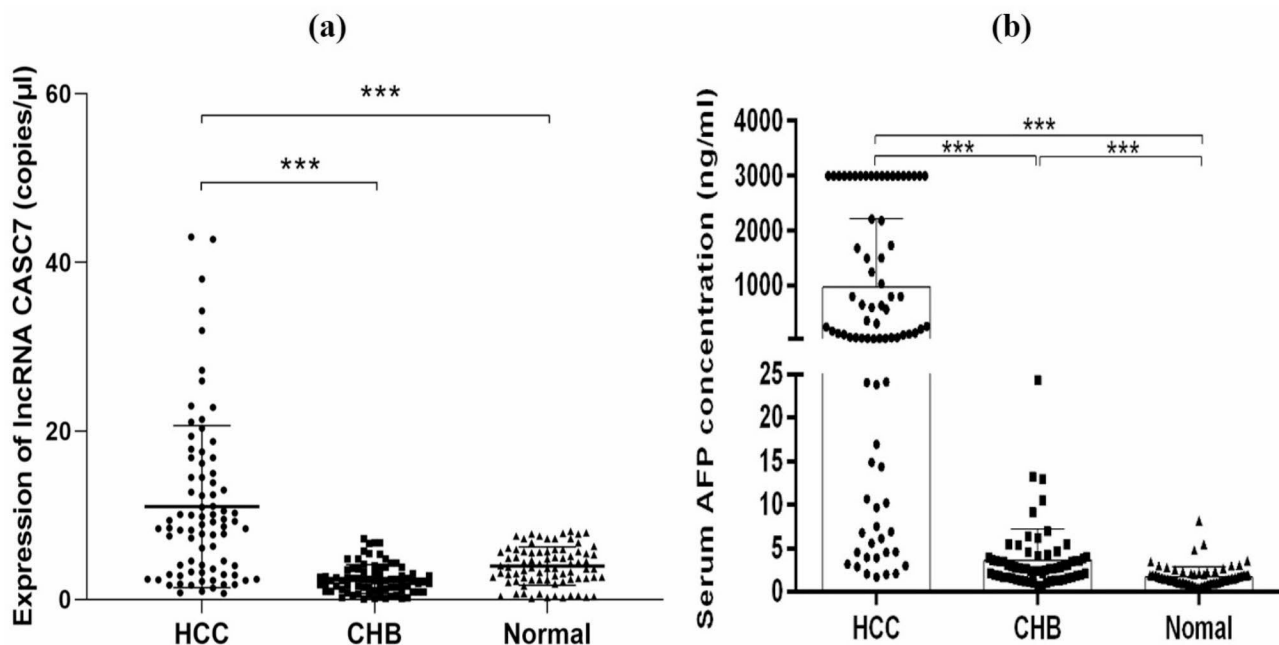 (a)
Expression of lncRNA CASC7 (copies/µl)
60
40
20
0
***
***
HCC
CHB
Normal
(b)
Serum AFP concentration (ng/ml)
4000
3000
2000
1000
25
20
15
10
5
0
***
***
***
HCC
CHB
Nomal